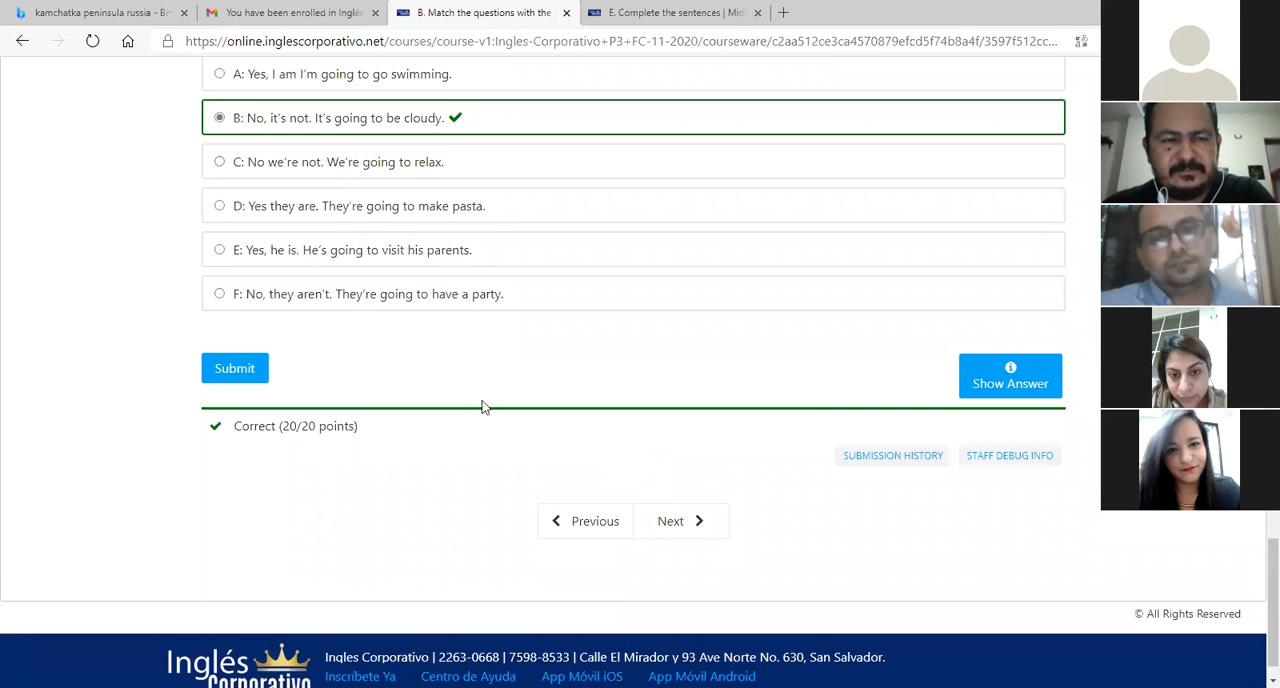 kamchatka peninsula russia - Bi
You have been enrolled in Inglé
B. Match the questions with the
E. Complete the sentences | Mid
https://online.inglescorporativo.net/courses/course-v1:Ingles-Corporativo+P3+FC-11-2020/courseware/c2aa512ce3ca4570879efcd5f74b8a4f/3597f512cc...
A: Yes, I am I'm going to go swimming.
B: No, it's not. It's going to be cloudy.
C: No we're not. We're going to relax.
D: Yes they are. They're going to make pasta.
E: Yes, he is. He's going to visit his parents.
F: No, they aren't. They're going to have a party.
Submit
Show Answer
Correct (20/20 points)
SUBMISSION HISTORY
STAFF DEBUG INFO
Previous
Next
© All Rights Reserved
Inglés
Corporativo
Ingles Corporativo | 2263-0668 | 7598-8533 | Calle El Mirador y 93 Ave Norte No. 630, San Salvador.
Inscríbete Ya
Centro de Ayuda
App Móvil iOS
App Móvil Android